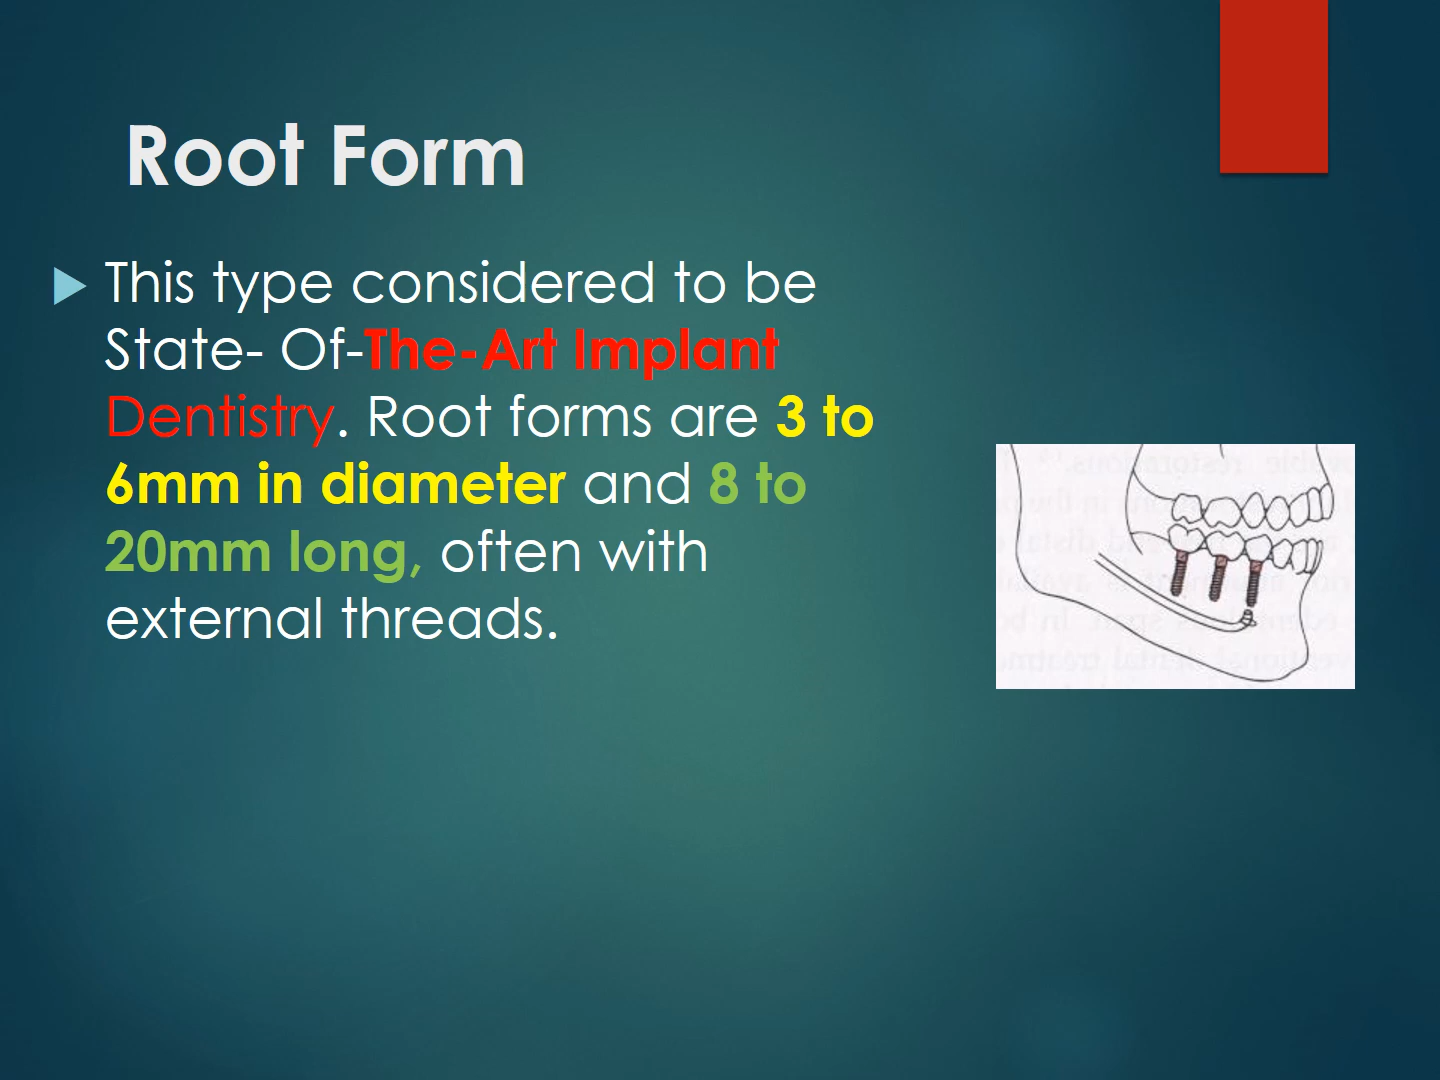 Root Form
This type considered to be
State- Of-The-Art Implant
Dentistry. Root forms are 3 to
6mm in diameter and 8 to
20mm long, often with
external threads.